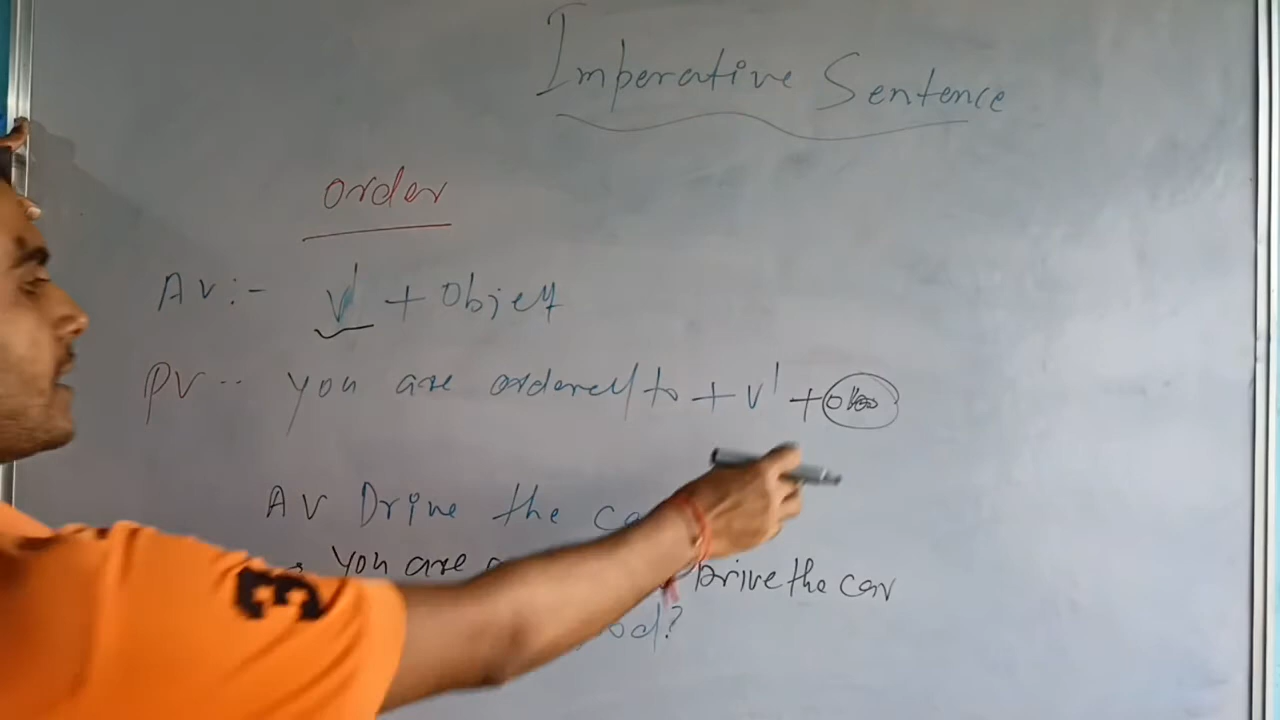 Imperative Sentence
order
AV:- V1 + Object
PV -- you are ordered to + V1 +
AV Drive the
→ you are Drive the car
3